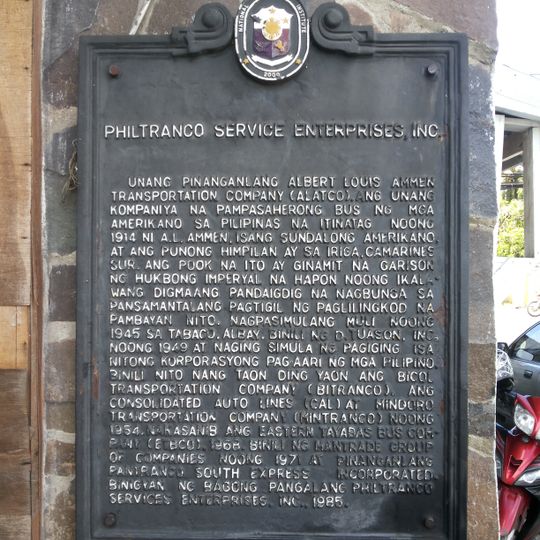 NATIONAL
INSTITUTE
2000
PHILTRANCO SERVICE ENTERPRISES, INC.
UNANG PINANGANLANG ALBERT LOUIS AMMEN
TRANSPORTATION COMPANY (ALATCO), ANG UNANG
KOMPANIYA NA PAMPASAHERONG BUS NG MGA
AMERIKANO SA PILIPINAS NA ITINATAG NOONG
1914 NI A.L. AMMEN, ISANG SUNDALONG AMERIKANO,
AT ANG PUNONG HIMPILAN AY SA IRIGA, CAMARINES
SUR. ANG POOK NA ITO AY GINAMIT NA GARISON
NG HUKBONG IMPERYAL NA HAPON NOONG IKAL-
WANG DIGMAANG PANDAIGDIG NA NAGBUNGA SA
PANSAMANTALANG PAGTIGIL NG PAGLILINGKOD NA
PAMBAYAN NITO. NAGPASIMULANG MULI NOONG
1945 SA TABACO, ALBAY. BINILI NG D. TUASON, INC.
NOONG 1949 AT NAGING SIMULA NG PAGIGING ISA
NITONG KORPORASYONG PAG-AARI NG MGA PILIPINO.
BINILI NITO NANG TAON DING YAON ANG BICOL
TRANSPORTATION COMPANY (BITRANCO), ANG
CONSOLIDATED AUTO LINES (CAL) AT MINDORO
TRANSPORTATION COMPANY (MINTRANCO) NOONG
1954. NAKASANIB ANG EASTERN TAYABAS BUS COM-
PANY (ETBCO), 1968. BINILI NG MANTRADE GROUP
OF COMPANIES NOONG 1971 AT PINANGANLANG
PANTRANCO SOUTH EXPRESS INCORPORATED.
BINIGYAN NG BAGONG PANGALANG PHILTRANCO
SERVICES ENTERPRISES, INC., 1985.